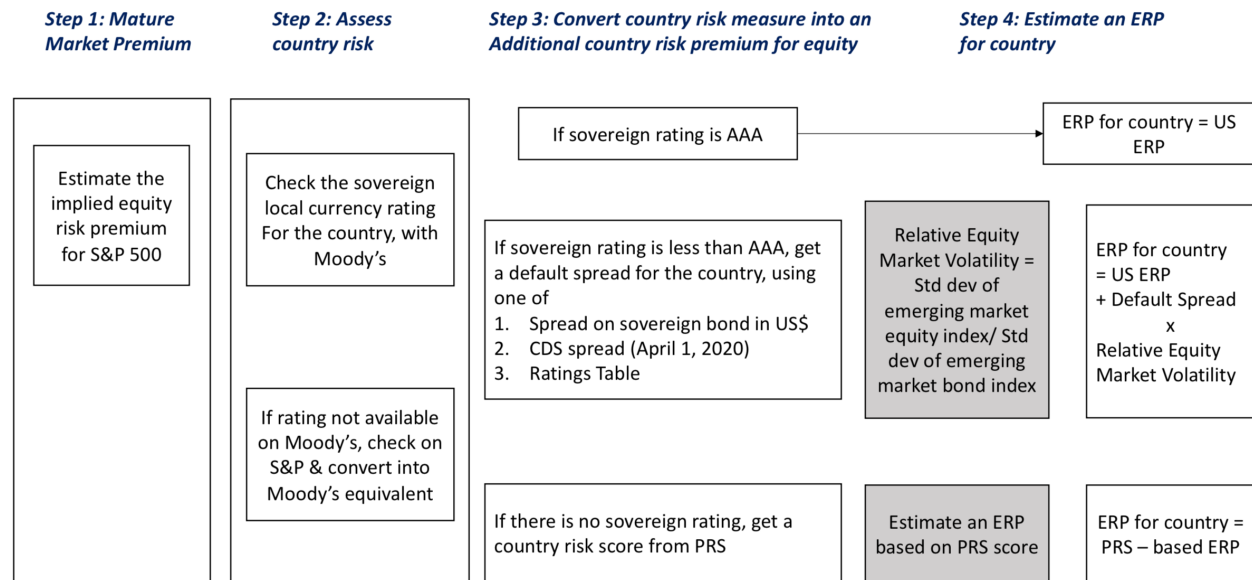 Step 1: Mature
Market Premium
Step 2: Assess
country risk
Step 3: Convert country risk measure into an
Additional country risk premium for equity
Step 4: Estimate an ERP
for country
Estimate the
implied equity
risk premium
for S&P 500
Check the sovereign
local currency rating
For the country, with
Moody's
If rating not available
on Moody's, check on
S&P & convert into
Moody's equivalent
If sovereign rating is AAA
ERP for country = US
ERP
If sovereign rating is less than AAA, get
a default spread for the country, using
one of
1. Spread on sovereign bond in US$
2. CDS spread (April 1, 2020)
3. Ratings Table
Relative Equity
Market Volatility =
Std dev of
emerging market
equity index/ Std
dev of emerging
market bond index
ERP for country
= US ERP
+ Default Spread
x
Relative Equity
Market Volatility
If there is no sovereign rating, get a
country risk score from PRS
Estimate an ERP
based on PRS score
ERP for country =
PRS – based ERP